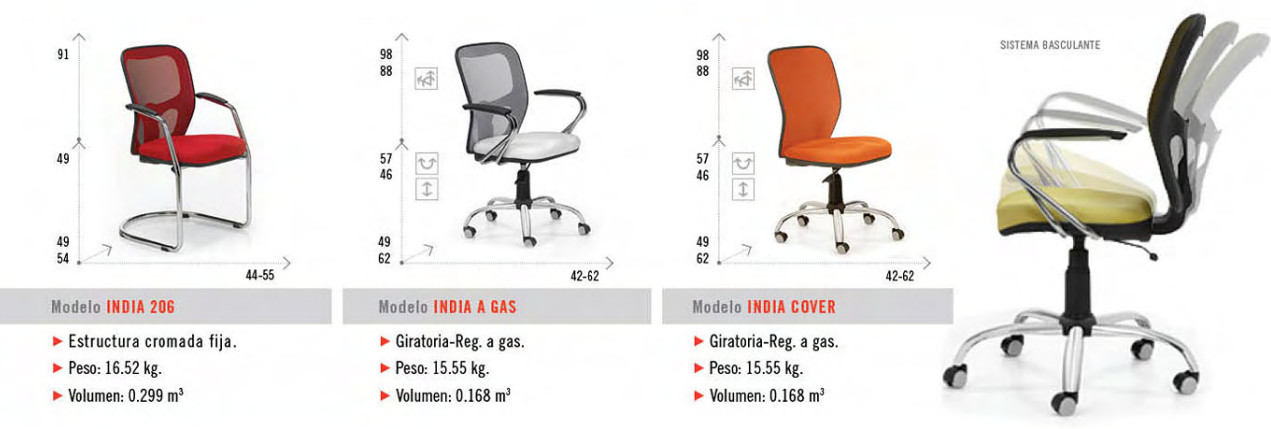 SISTEMA BASCULANTE
91
49
49
54
44-55
Modelo INDIA 206
► Estructura cromada fija.
► Peso: 16.52 kg.
► Volumen: 0.299 m³
98
88
57
46
49
62
42-62
Modelo INDIA A GAS
► Giratoria-Reg. a gas.
► Peso: 15.55 kg.
► Volumen: 0.168 m³
98
88
57
46
49
62
42-62
Modelo INDIA COVER
► Giratoria-Reg. a gas.
► Peso: 15.55 kg.
► Volumen: 0.168 m³